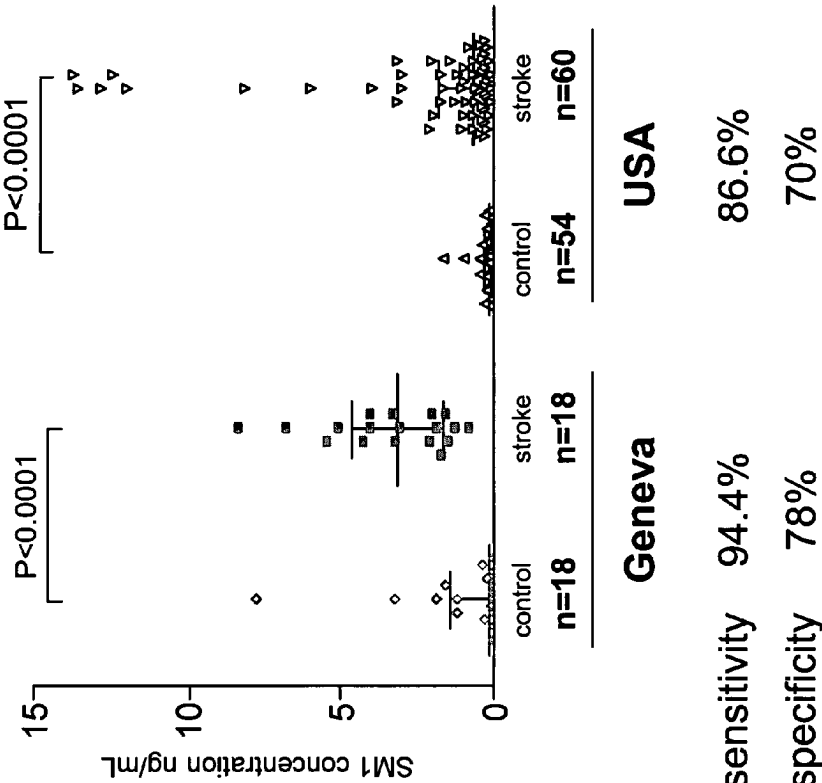 P<0.0001 P<0.0001
15
10
5
0
SM1 concentration ng/mL
control stroke control stroke
n=18 n=18 n=54 n=60
Geneva USA
sensitivity 94.4% 86.6%
specificity 78% 70%